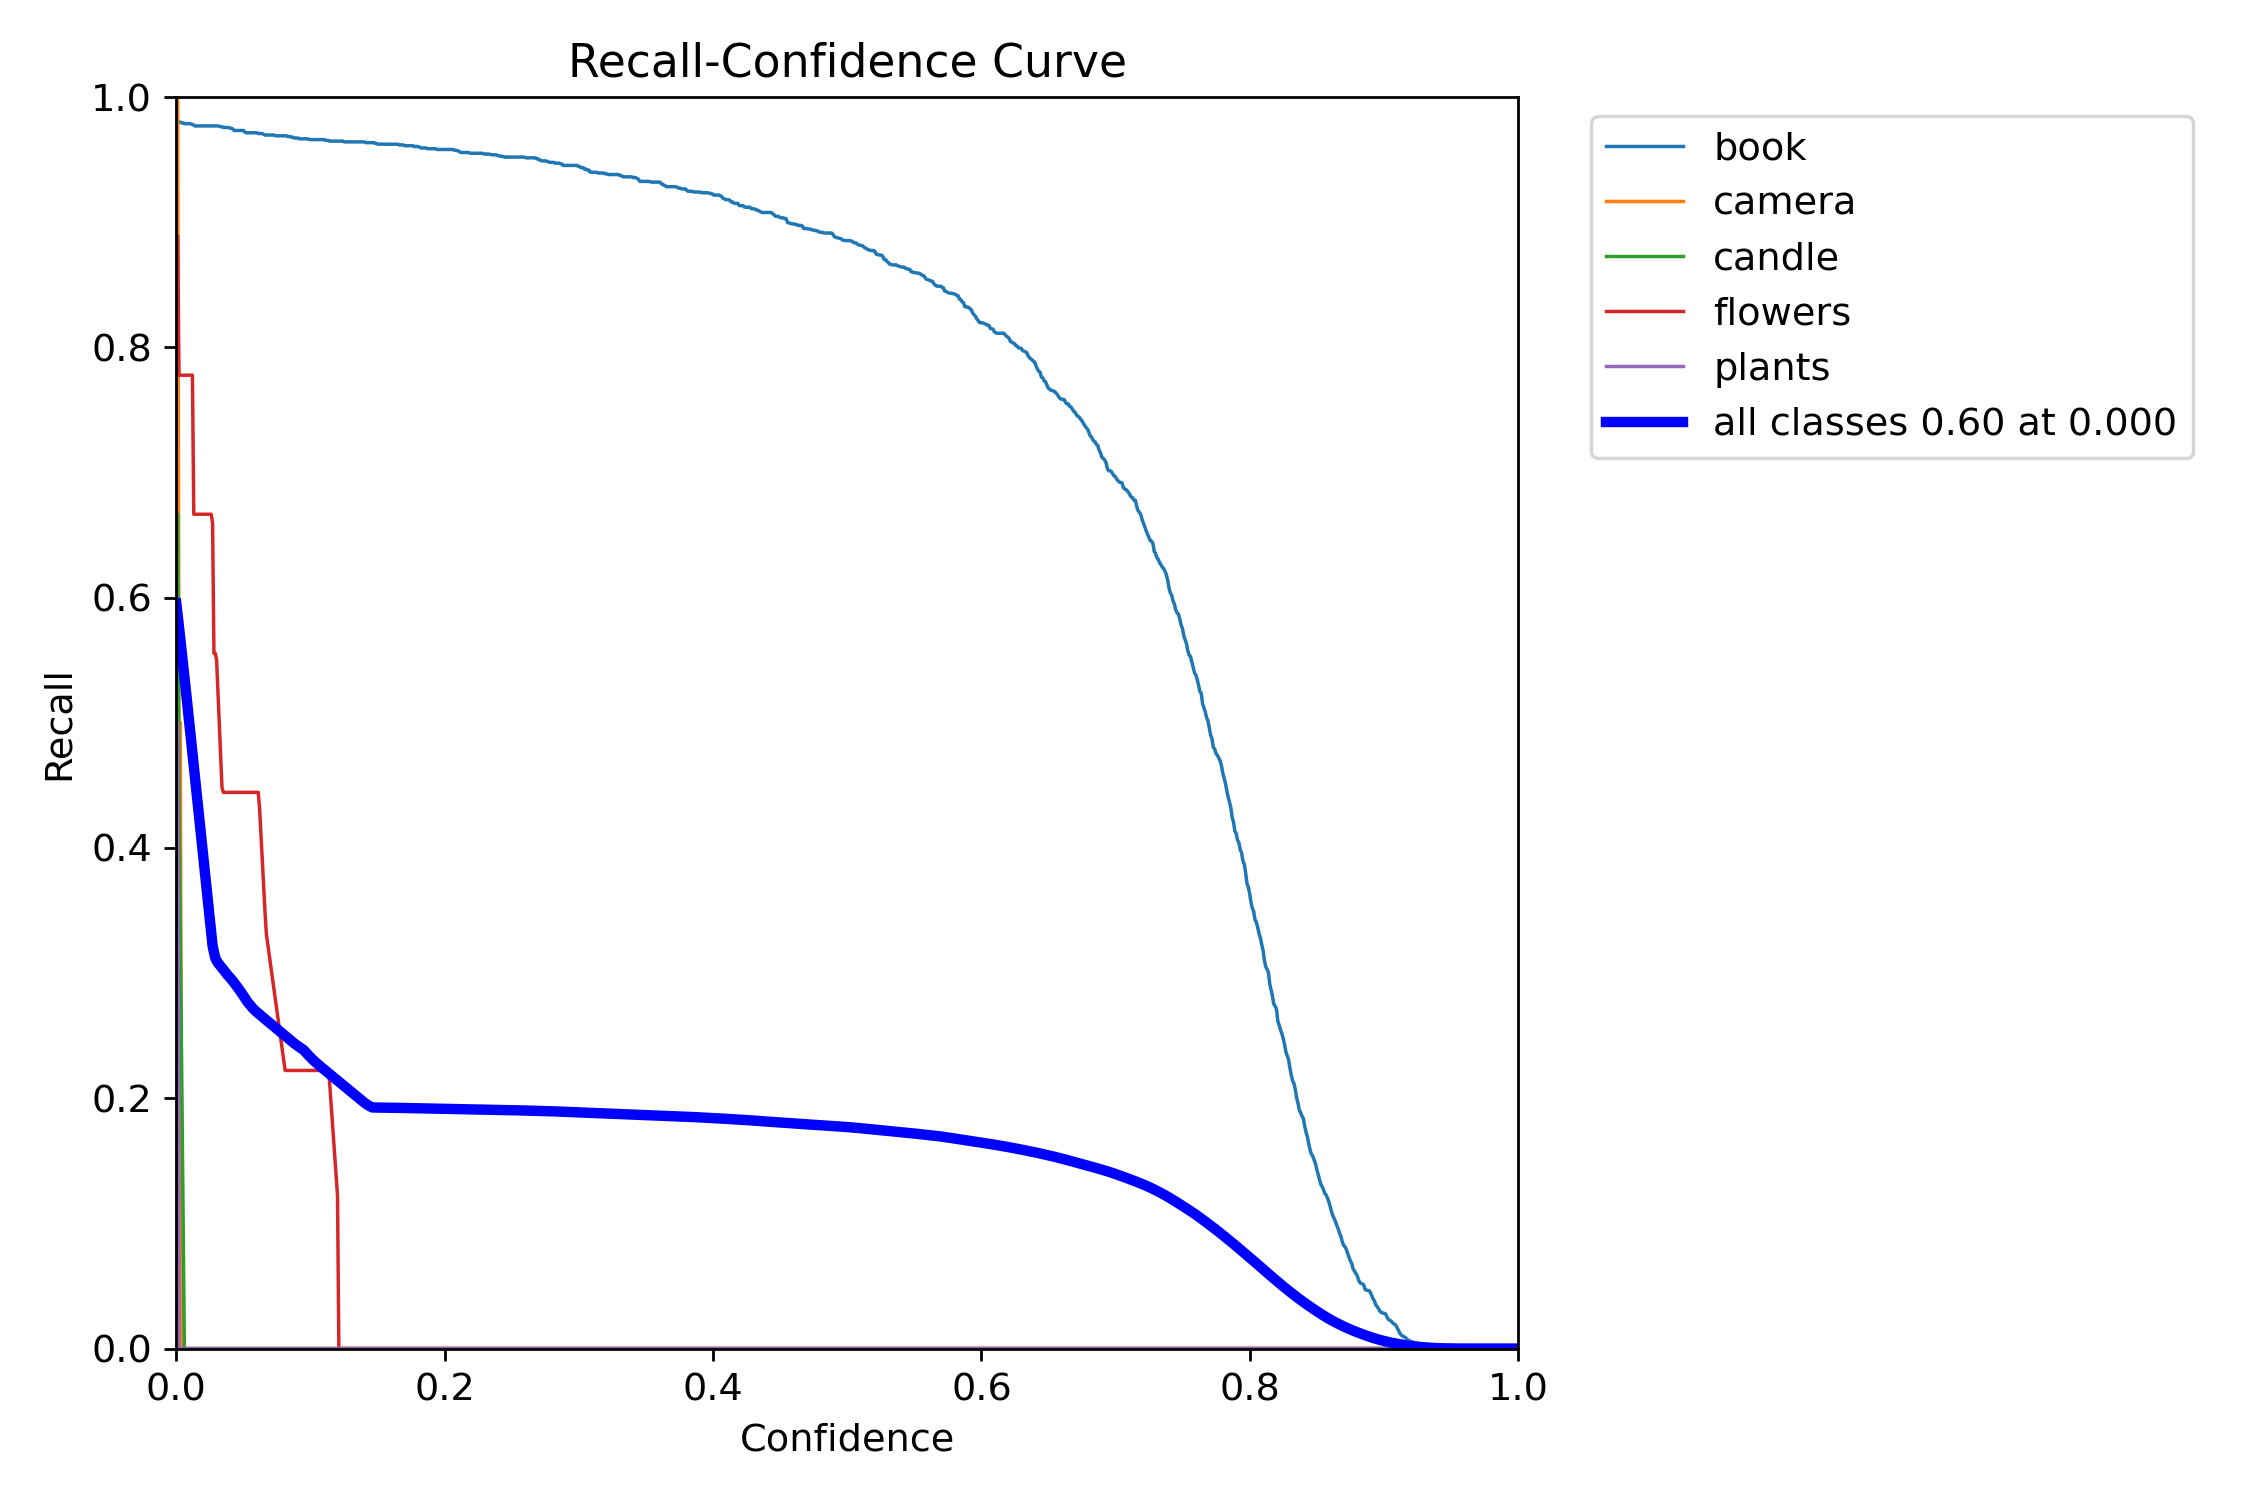 Recall-Confidence Curve
1.0
0.8
0.6
0.4
0.2
0.0
Recall
0.0 0.2 0.4 0.6 0.8 1.0
Confidence
book
camera
candle
flowers
plants
all classes 0.60 at 0.000